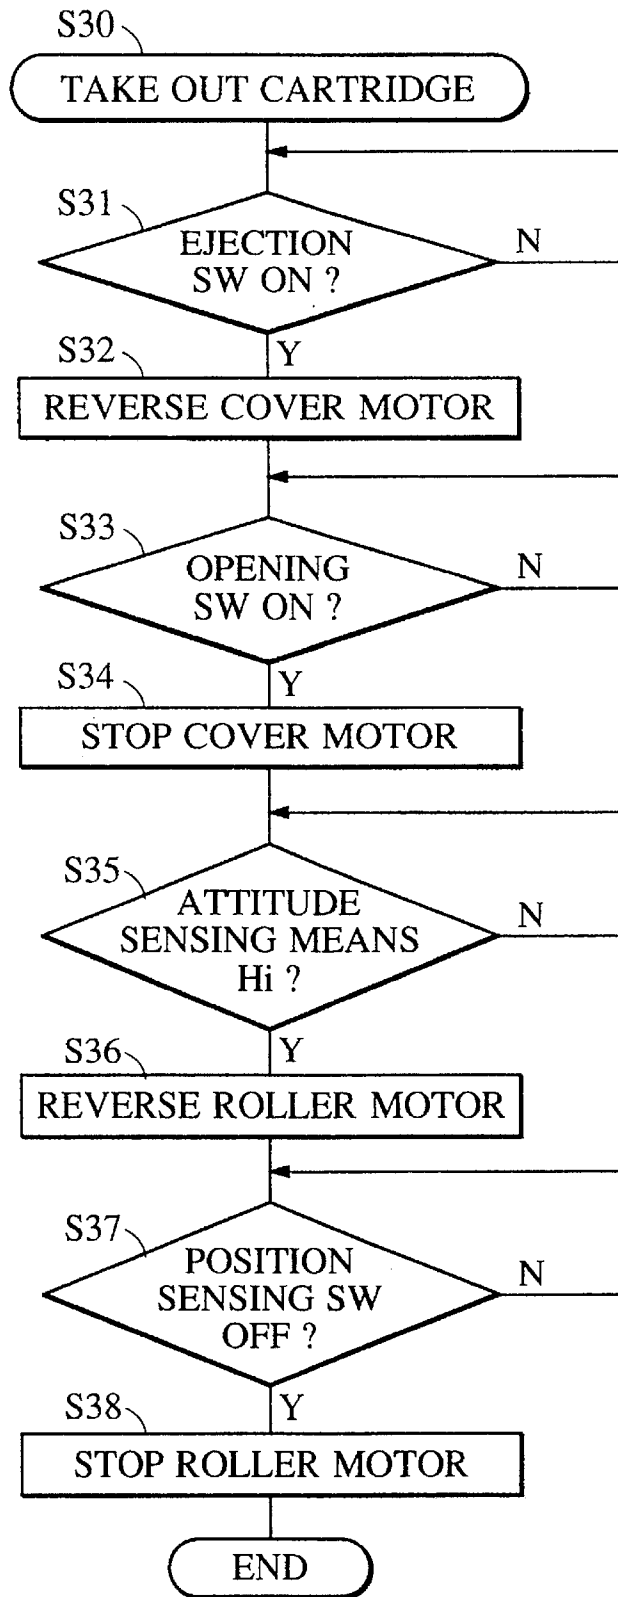 S30
TAKE OUT CARTRIDGE
S31
EJECTION
SW ON ?
N
Y
S32
REVERSE COVER MOTOR
S33
OPENING
SW ON ?
N
Y
S34
STOP COVER MOTOR
S35
ATTITUDE
SENSING MEANS
Hi ?
N
Y
S36
REVERSE ROLLER MOTOR
S37
POSITION
SENSING SW
OFF ?
N
Y
S38
STOP ROLLER MOTOR
END